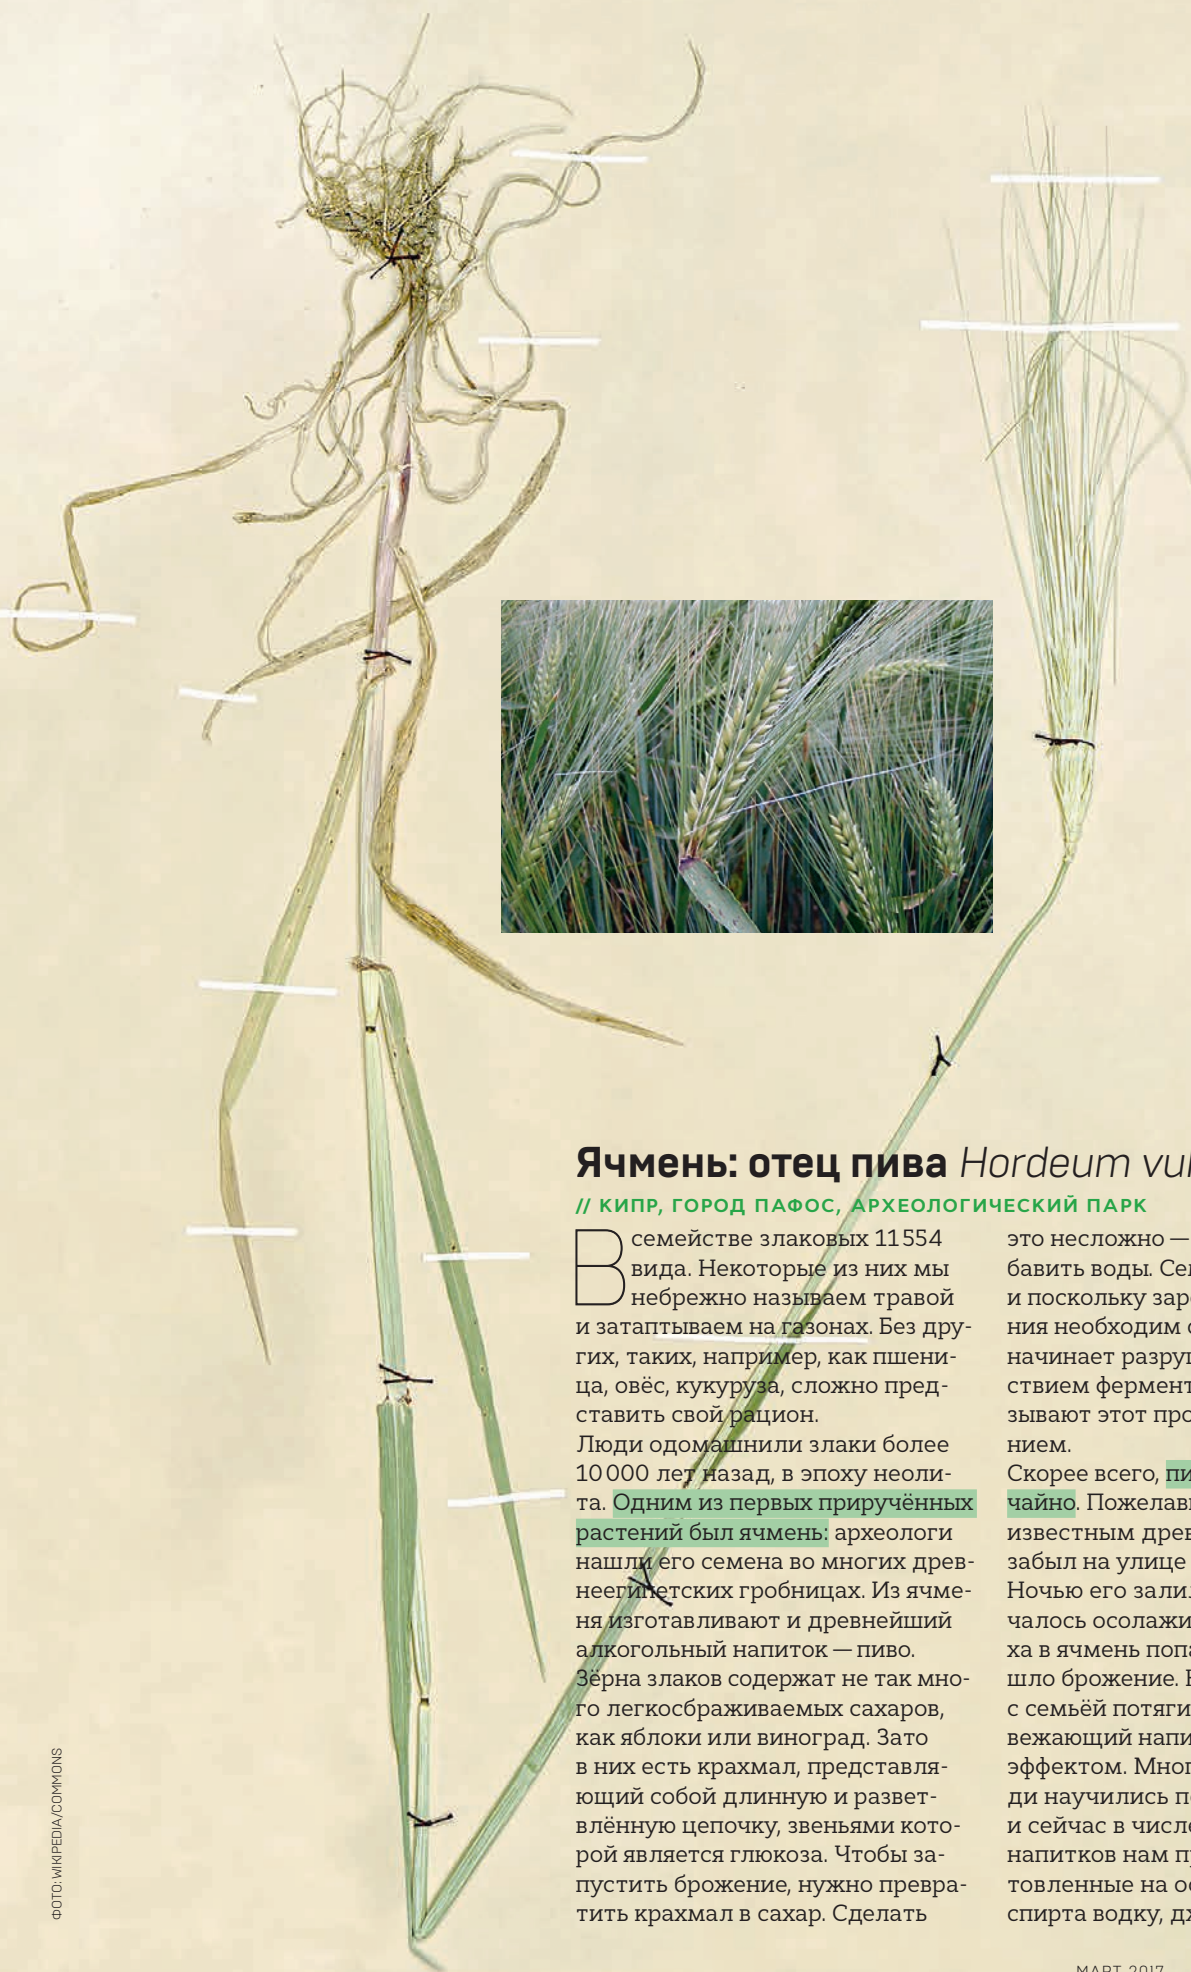 Ячмень: отец пива Hordeum
// КИПР, ГОРОД ПАФОС, АРХЕОЛОГИЧЕСКИЙ ПАРК
В семействе злаковых 11 554
вида. Некоторые из них мы
небрежно называем травой
и затаптываем на газонах. Без дру-
гих, таких, например, как пшени-
ца, овёс, кукуруза, сложно пред-
ставить свой рацион.
Люди одомашнили злаки более
10 000 лет назад, в эпоху неоли-
та. Одним из первых приручённых
растений был ячмень: археологи
нашли его семена во многих древ-
неегипетских гробницах. Из ячме-
ня изготавливают и древнейший
алкогольный напиток — пиво.
Зёрна злаков содержат не так мно-
го легкосбраживаемых сахаров,
как яблоки или виноград. Зато
в них есть крахмал, представля-
ющий собой длинную и развет-
влённую цепочку, звеньями кото-
рой является глюкоза. Чтобы за-
пустить брожение, нужно превра-
тить крахмал в сахар. Сделать
это несложно —
бавить воды.
и поскольку
ния необходим
начинает
ствием
зывают этот
нием.
Скорее всего,
чайно.
известным
забыл на улице
Ночью его
чалось
ха в ячмень
шло брожение.
с семьёй
вежающий
эффектом.
ди научились
и сейчас в
напитков нам
товленные на
спирта водку,
ФОТО: WIKIPEDIA/COMMONS
МАРТ 2017